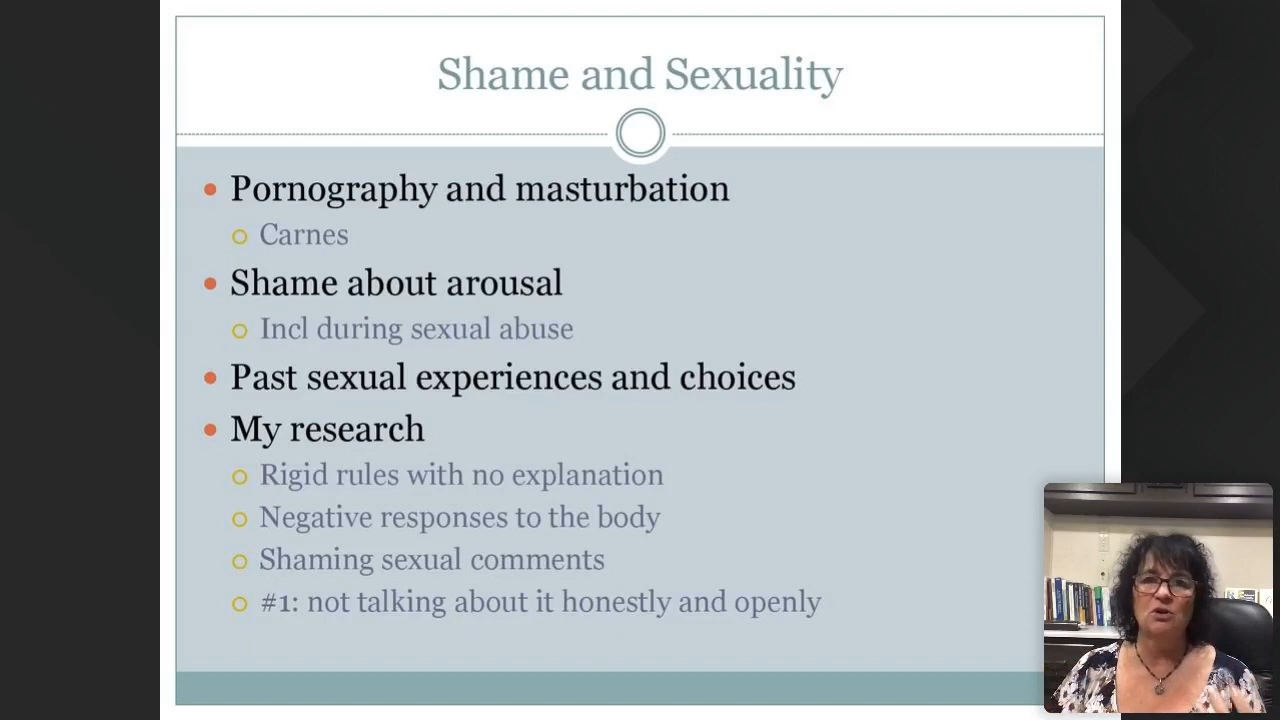 Shame and Sexuality
Pornography and masturbation
Carnes
Shame about arousal
Incl during sexual abuse
Past sexual experiences and choices
My research
Rigid rules with no explanation
Negative responses to the body
Shaming sexual comments
#1: not talking about it honestly and openly